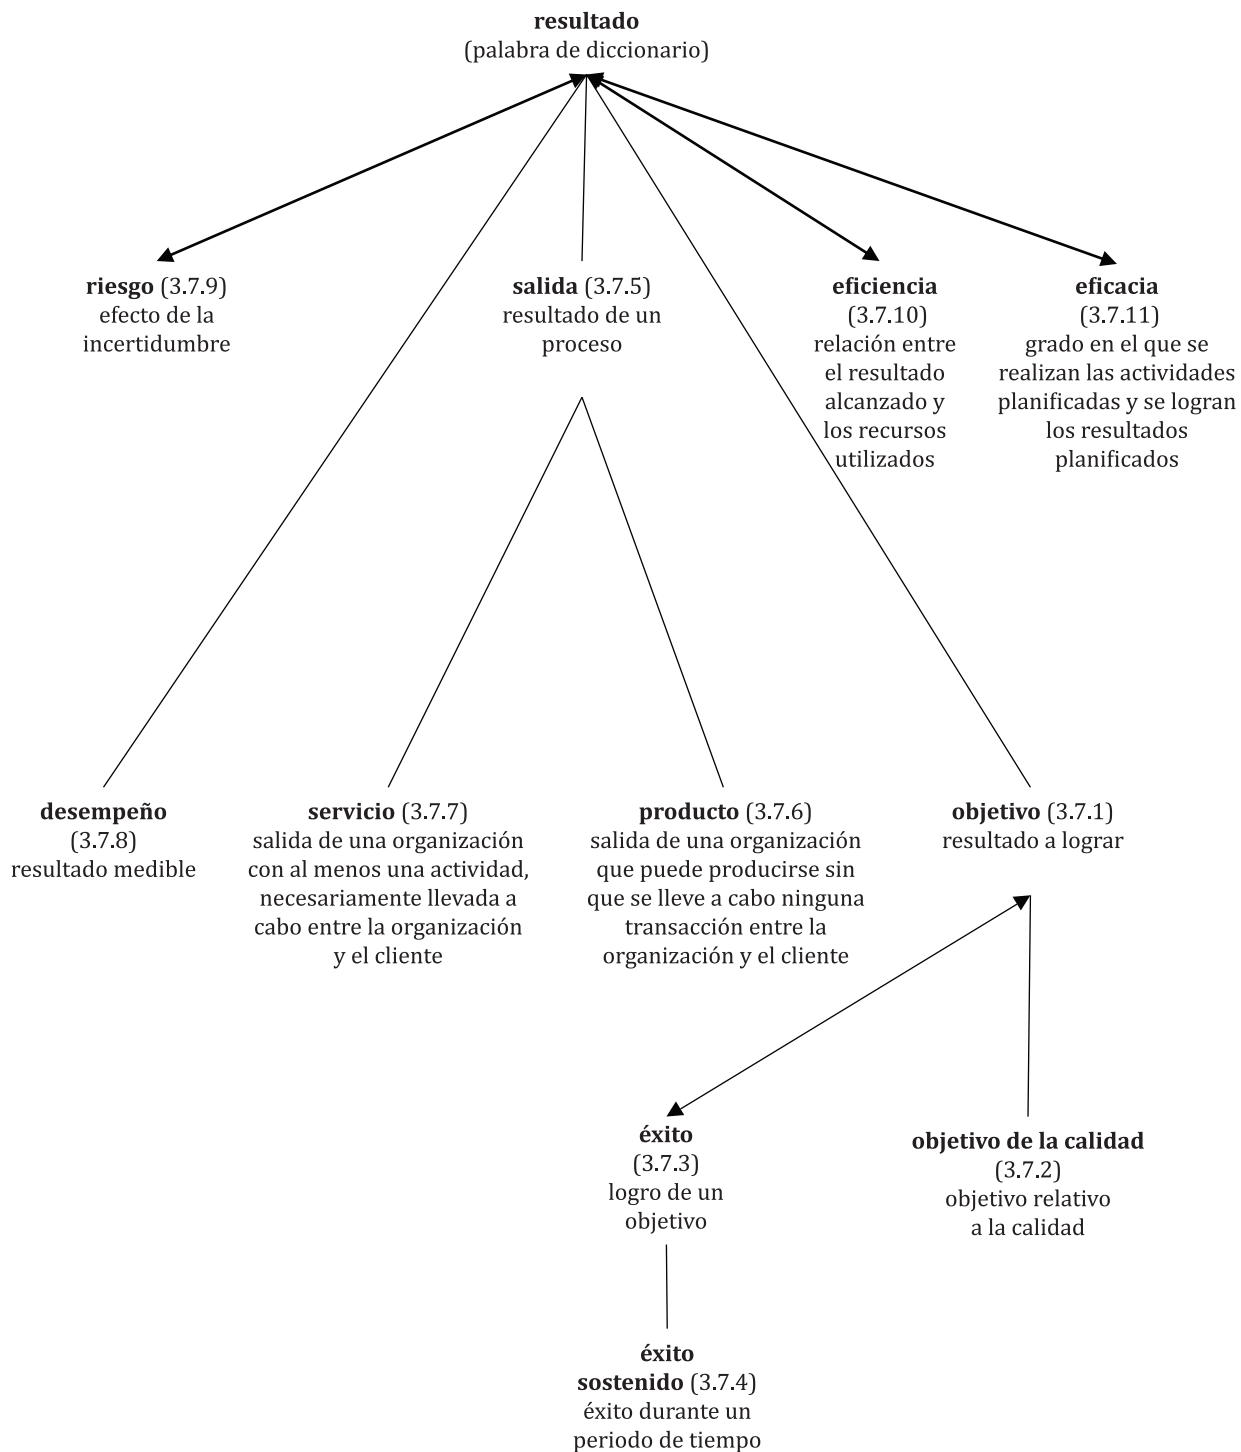 resultado
(palabra de diccionario)
riesgo (3.7.9)
efecto de la
incertidumbre
salida (3.7.5)
resultado de un
proceso
eficiencia
(3.7.10)
relación entre
el resultado
alcanzado y
los recursos
utilizados
eficacia
(3.7.11)
grado en el que se
realizan las actividades
planificadas y se logran
los resultados
planificados
desempeño
(3.7.8)
resultado medible
servicio (3.7.7)
salida de una organización
con al menos una actividad,
necesariamente llevada a
cabo entre la organización
y el cliente
producto (3.7.6)
salida de una organización
que puede producirse sin
que se lleve a cabo ninguna
transacción entre la
organización y el cliente
objetivo (3.7.1)
resultado a lograr
éxito
(3.7.3)
logro de un
objetivo
objetivo de la calidad
(3.7.2)
objetivo relativo
a la calidad
éxito
sostenido (3.7.4)
éxito durante un
periodo de tiempo